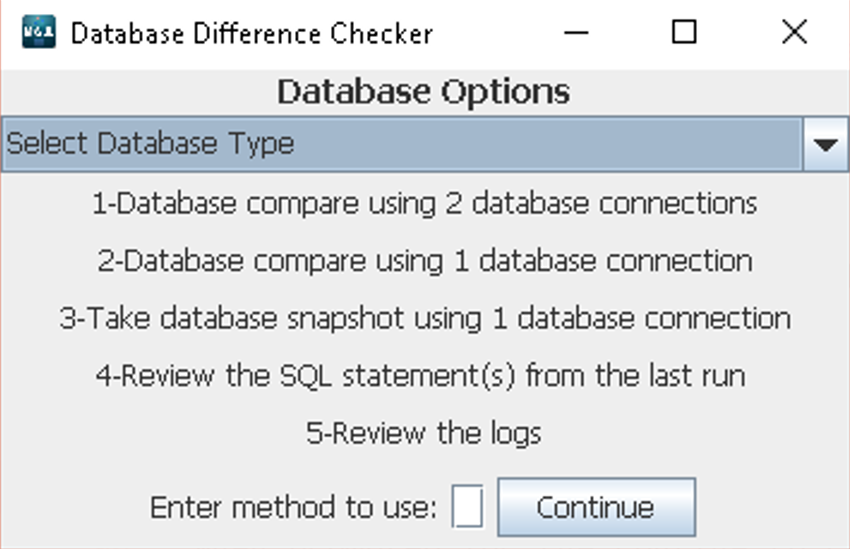 Database Difference Checker
Database Options
Select Database Type
1-Database compare using 2 database connections
2-Database compare using 1 database connection
3-Take database snapshot using 1 database connection
4-Review the SQL statement(s) from the last run
5-Review the logs
Enter method to use: Continue